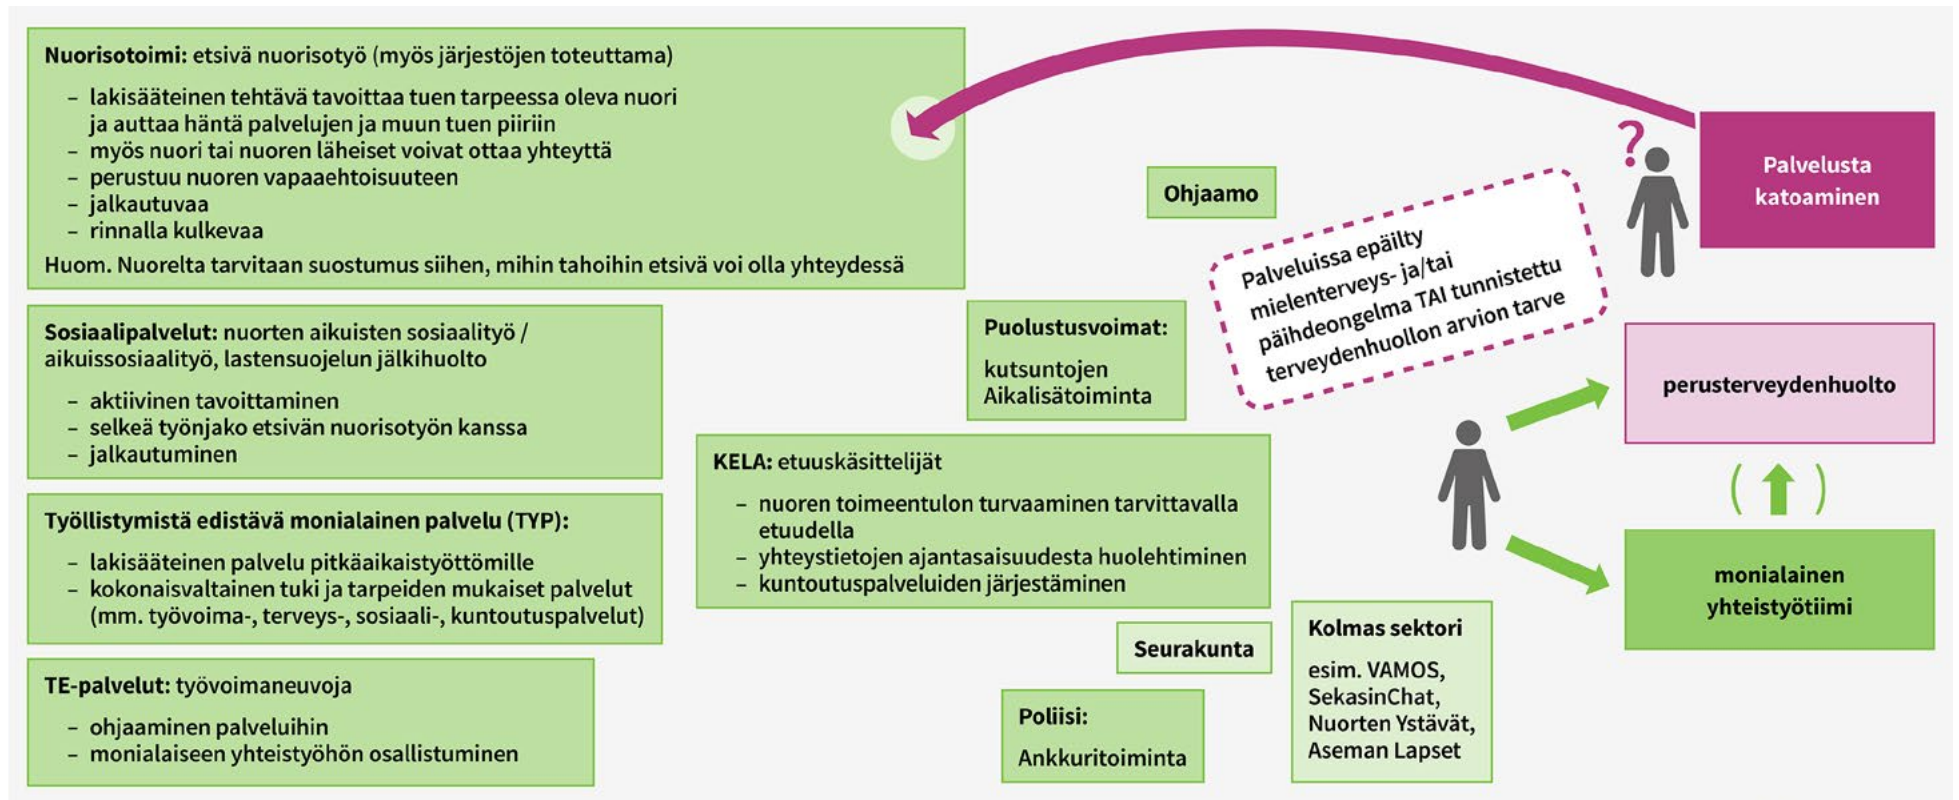 Nuorisotoimi: etsivä nuorisotyö (myös järjestöjen toteuttama)
– lakisääteinen tehtävä tavoittaa tuen tarpeessa oleva nuori
ja auttaa häntä palvelujen ja muun tuen piiriin
– myös nuori tai nuoren läheiset voivat ottaa yhteyttä
– perustuu nuoren vapaaehtoisuuteen
– jalkautuvaa
– rinnalla kulkevaa
Huom. Nuorelta tarvitaan suostumus siihen, mihin tahoihin etsivä voi olla yhteydessä
Sosiaalipalvelut: nuorten aikuisten sosiaalityö /
aikuissosiaalityö, lastensuojelun jälkihuolto
– aktiivinen tavoittaminen
– selkeä työnjako etsivän nuorisotyön kanssa
– jalkautuminen
Työllistymistä edistävä monialainen palvelu (TYP):
– lakisääteinen palvelu pitkäaikaistyöttömille
– kokonaisvaltainen tuki ja tarpeiden mukaiset palvelut
(mm. työvoima-, terveys-, sosiaali-, kuntoutuspalvelut)
TE-palvelut: työvoimaneuvoja
– ohjaaminen palveluihin
– monialaiseen yhteistyöhön osallistuminen
Ohjaamo
Puolustusvoimat:
kutsuntojen
Aikalisätoiminta
KELA: etuuskäsittelijät
– nuoren toimeentulon turvaaminen tarvittavalla
etuudella
– yhteystietojen ajantasaisuudesta huolehtiminen
– kuntoutuspalveluiden järjestäminen
Seurakunta
Poliisi:
Ankkuritoiminta
Kolmas sektori
esim. VAMOS,
SekasinChat,
Nuorten Ystävät,
Aseman Lapset
Palveluissa epäilty
mielenterveys- ja/tai
päihdeongelma TAI tunnistettu
terveydenhuollon arvion tarve
?
Palvelusta
katoaminen
perusterveydenhuolto
( )
monialainen
yhteistyötiimi